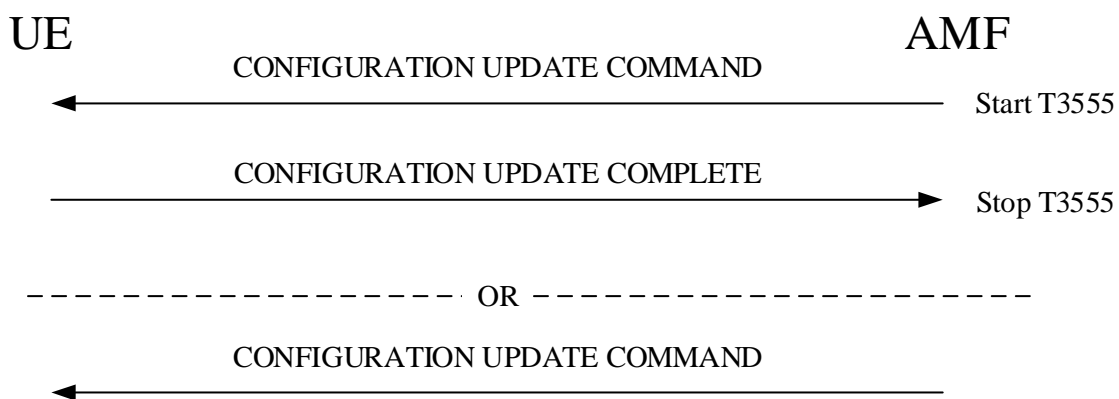 UE AMF
CONFIGURATION UPDATE COMMAND
Start T3555
CONFIGURATION UPDATE COMPLETE
Stop T3555
OR
CONFIGURATION UPDATE COMMAND